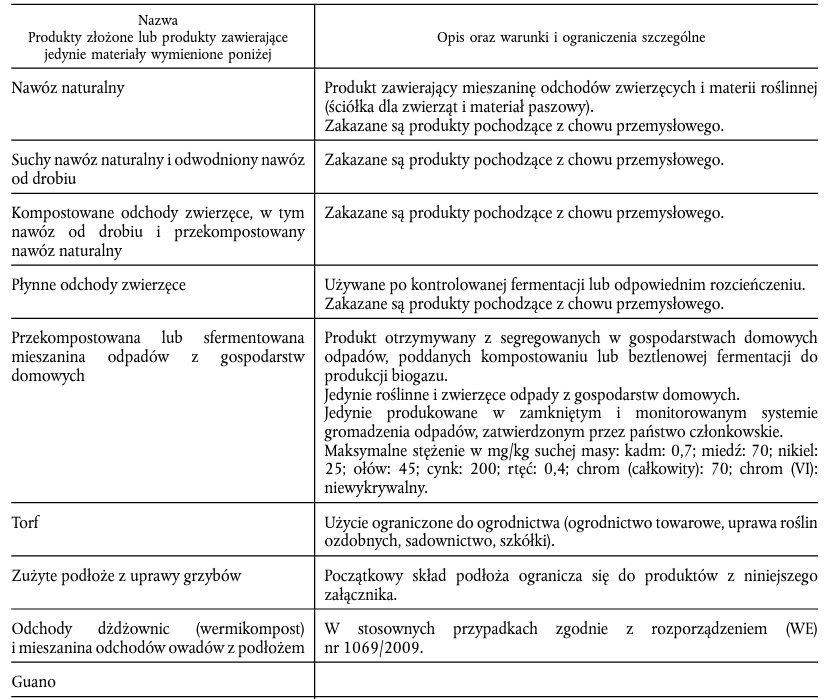 Nazwa
Produkty złożone lub produkty zawierające
jedynie materiały wymienione poniżej
Opis oraz warunki i ograniczenia szczególne
Nawóz naturalny
Produkt zawierający mieszaninę odchodów zwierzęcych i materii roślinnej
(ściółka dla zwierząt i materiał paszowy).
Zakazane są produkty pochodzące z chowu przemysłowego.
Suchy nawóz naturalny i odwodniony nawóz
od drobiu
Zakazane są produkty pochodzące z chowu przemysłowego.
Kompostowane odchody zwierzęce, w tym
nawóz od drobiu i przekompostowany
nawóz naturalny
Zakazane są produkty pochodzące z chowu przemysłowego.
Płynne odchody zwierzęce
Używane po kontrolowanej fermentacji lub odpowiednim rozcieńczeniu.
Zakazane są produkty pochodzące z chowu przemysłowego.
Przekompostowana lub sfermentowana
mieszanina odpadów z gospodarstw
domowych
Produkt otrzymywany z segregowanych w gospodarstwach domowych
odpadów, poddanych kompostowaniu lub beztlenowej fermentacji do
produkcji biogazu.
Jedynie roślinne i zwierzęce odpady z gospodarstw domowych.
Jedynie produkowane w zamkniętym i monitorowanym systemie
gromadzenia odpadów, zatwierdzonym przez państwo członkowskie.
Maksymalne stężenie w mg/kg suchej masy: kadm: 0,7; miedź: 70; nikiel:
25; ołów: 45; cynk: 200; rtęć: 0,4; chrom (całkowity): 70; chrom (VI):
niewykrywalny.
Torf
Użycie ograniczone do ogrodnictwa (ogrodnictwo towarowe, uprawa roślin
ozdobnych, sadownictwo, szkółki).
Zużyte podłoże z uprawy grzybów
Początkowy skład podłoża ogranicza się do produktów z niniejszego
załącznika.
Odchody dżdżownic (wermikompost)
i mieszanina odchodów owadów z podłożem
W stosownych przypadkach zgodnie z rozporządzeniem (WE)
nr 1069/2009.
Guano